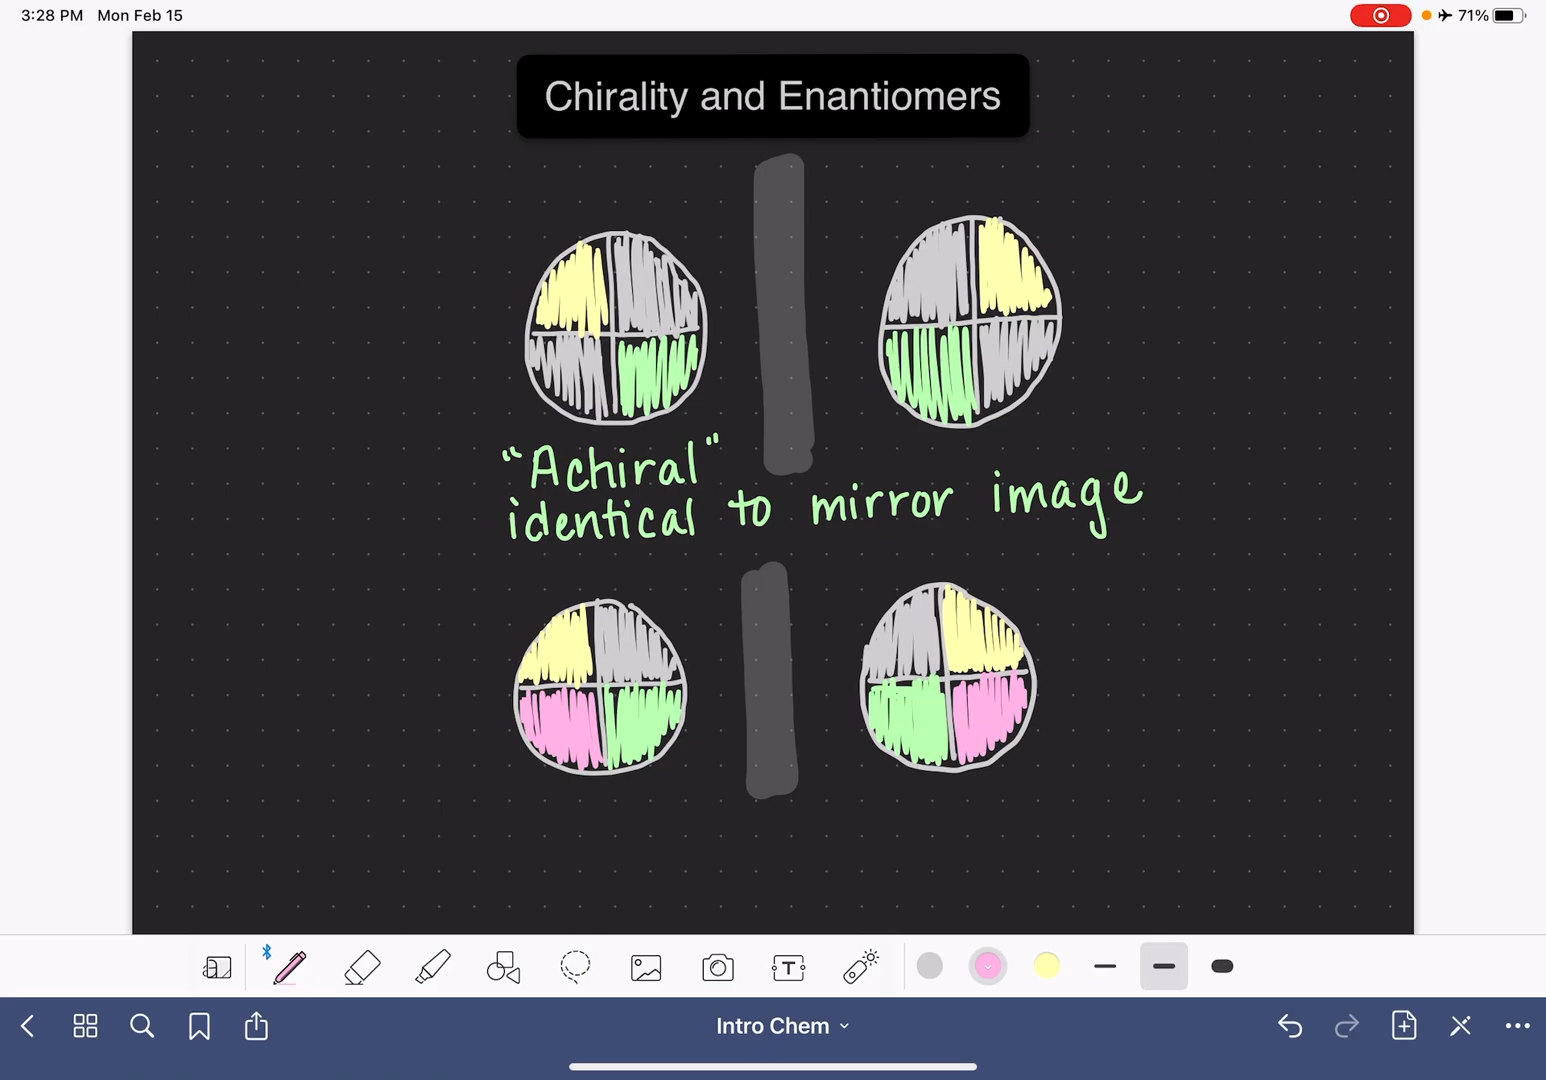 3:28 PM Mon Feb 15
71%
Chirality and Enantiomers
"Achiral"
identical to mirror image
T
Intro Chem